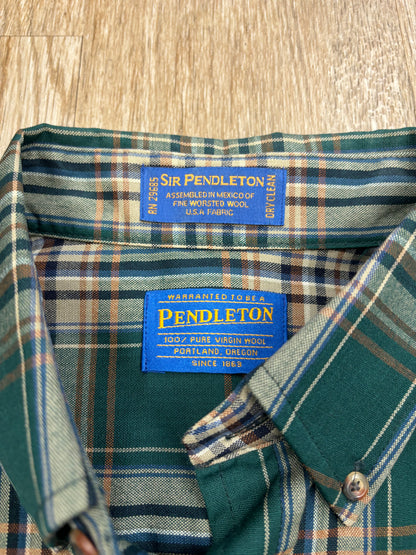 RN 29685
SIR PENDLETON
ASSEMBLED IN MEXICO OF
FINE WORSTED WOOL
U.S.A FABRIC
DRY CLEAN
WARRANTED TO BE A
PENDLETON
100% PURE VIRGIN WOOL
PORTLAND, OREGON
SINCE 1863